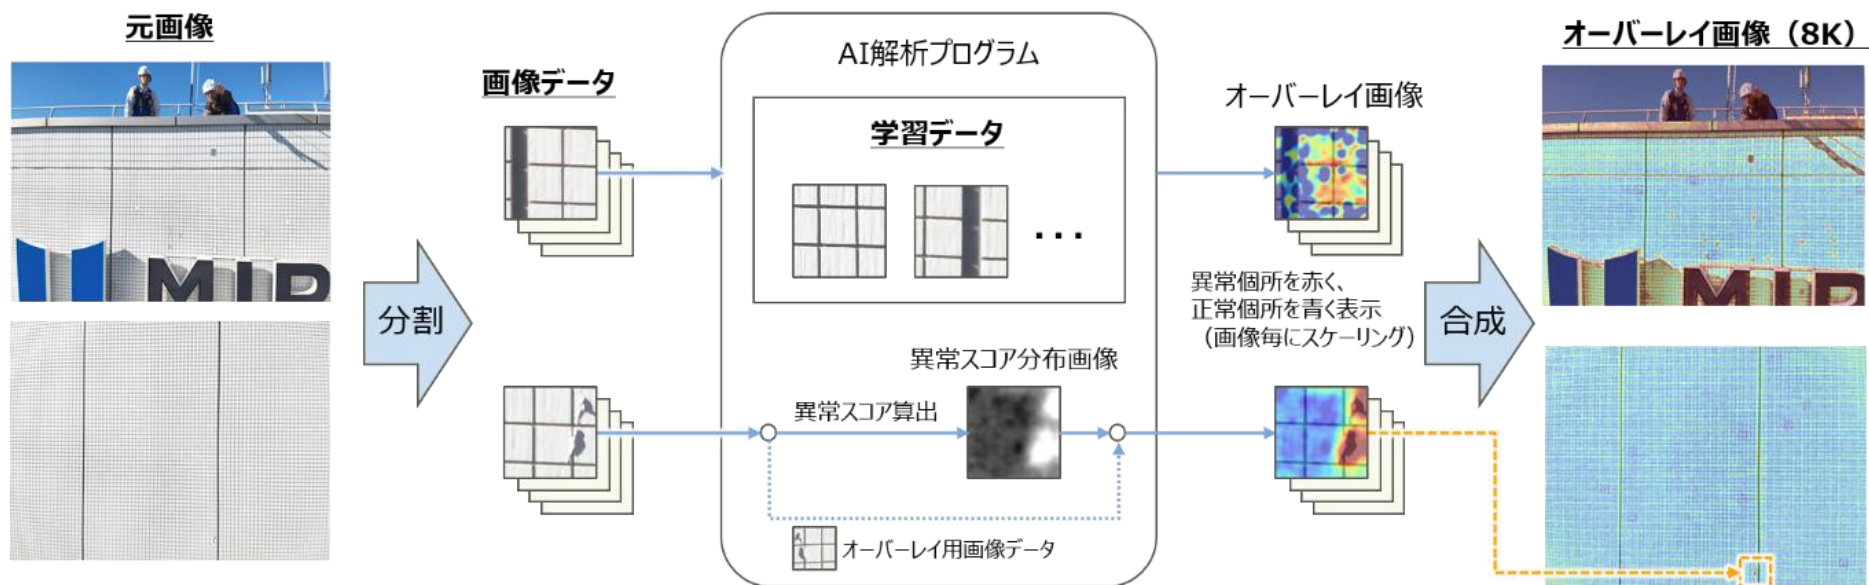 元画像
MIR
分割
画像データ
AI解析プログラム
学習データ
・・・
異常スコア算出
異常スコア分布画像
オーバーレイ用画像データ
オーバーレイ画像
異常個所を赤く、
正常個所を青く表示
（画像毎にスケーリング）
合成
オーバーレイ画像（8K）
MIR